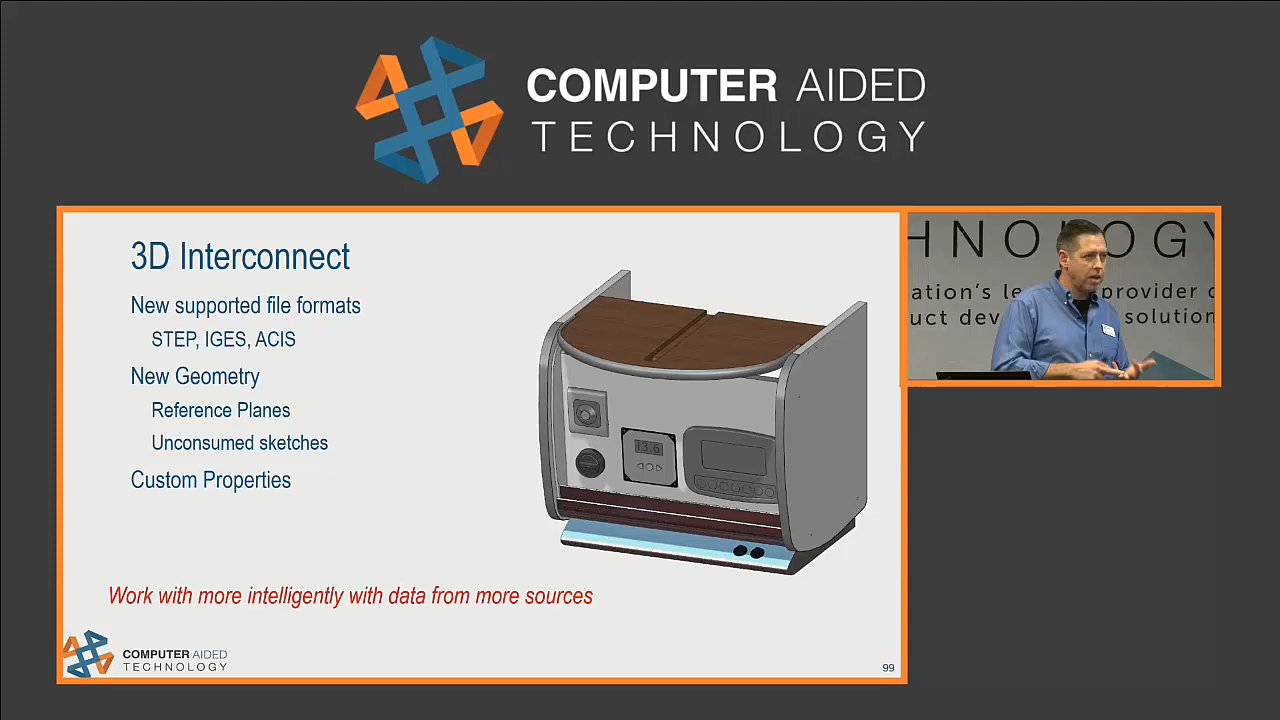 COMPUTER AIDED
TECHNOLOGY
3D Interconnect
New supported file formats
STEP, IGES, ACIS
New Geometry
Reference Planes
Unconsumed sketches
Custom Properties
13.6
Work with more intelligently with data from more sources
COMPUTER AIDED
TECHNOLOGY
99
HNOLOGY
ation's le provider o
uct dev solution